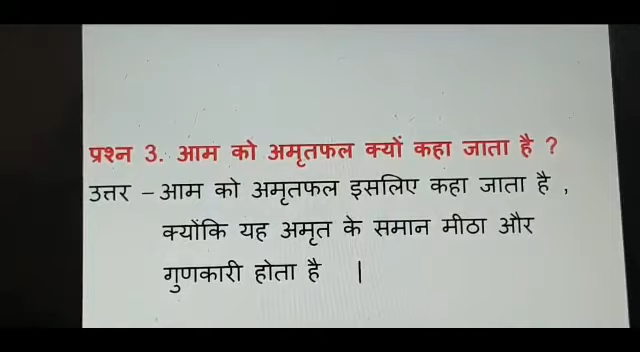 प्रश्न 3. आम को अमृतफल क्यों कहा जाता है ?
उत्तर – आम को अमृतफल इसलिए कहा जाता है ,
क्योंकि यह अमृत के समान मीठा और
गुणकारी होता है |